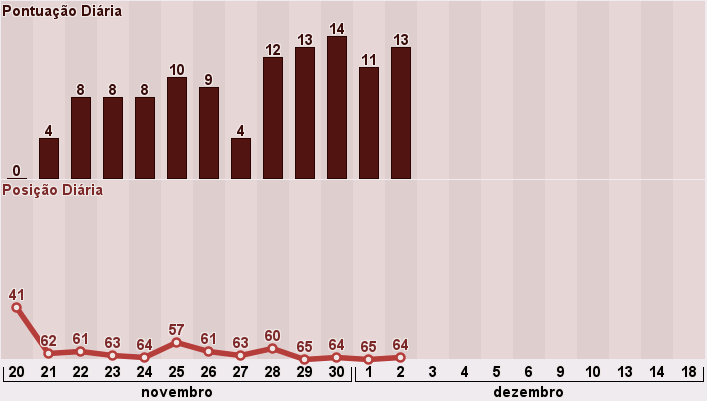 Pontuação Diária
0 4 8 8 8 10 9 4 12 13 14 11 13
Posição Diária
41 62 61 63 64 57 61 63 60 65 64 65 64
20 21 22 23 24 25 26 27 28 29 30 1 2 3 4 5 6 9 10 13 14 18
novembro dezembro